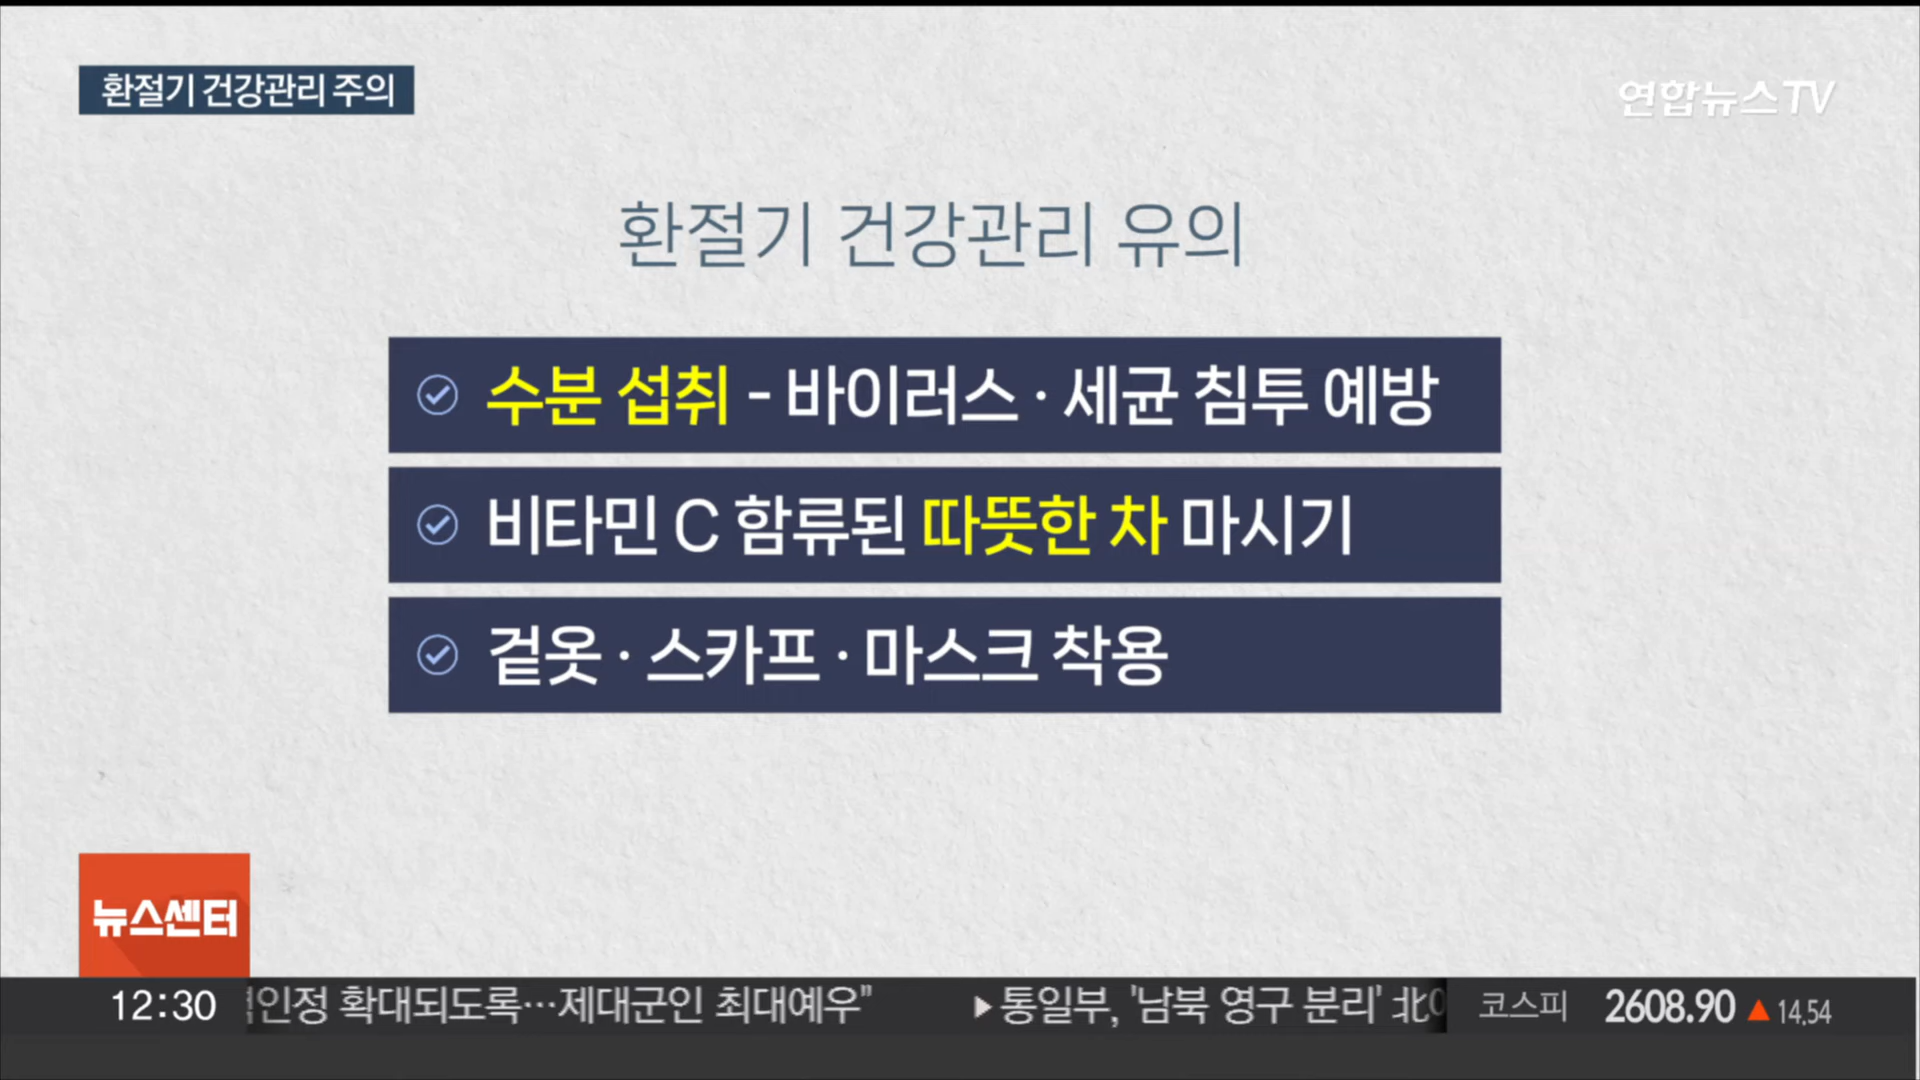 환절기 건강관리 주의
연합뉴스TV
환절기 건강관리 유의
수분 섭취 - 바이러스 · 세균 침투 예방
비타민 C 함류된 따뜻한 차 마시기
겉옷 · 스카프 · 마스크 착용
뉴스센터
12:30 확대되도록…제대군인 최대예우” ▶통일부, '남북 영구 분리' 北 코스피 2608.90 ▲ 14.54